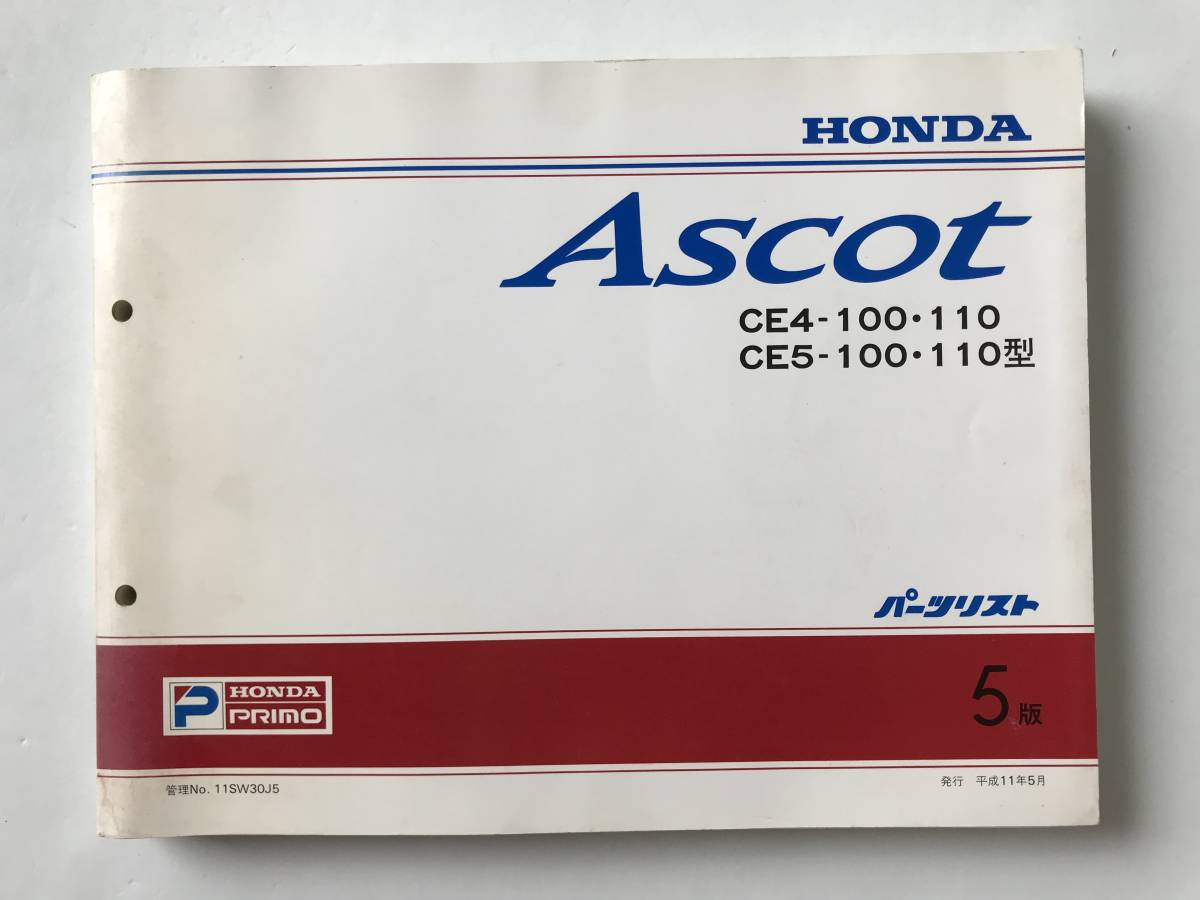 HONDA
Ascot
CE4-100・110
CE5-100・110型
パーツリスト
HONDA
PRIMO
5版
管理No. 11SW30J5
発行 平成11年5月